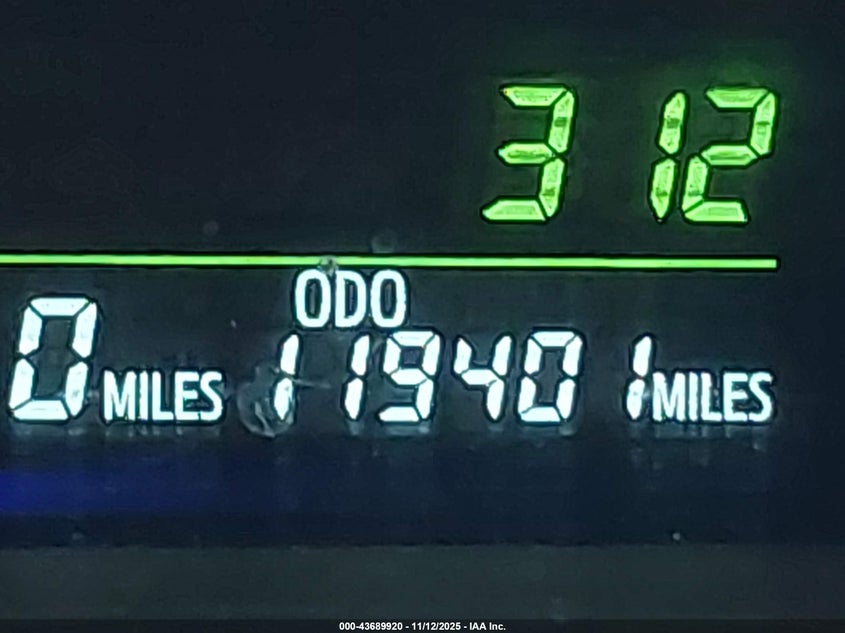 3 12
ODO
0 MILES 119401 MILES
000-43689920 - 11/12/2025 - IAA Inc.